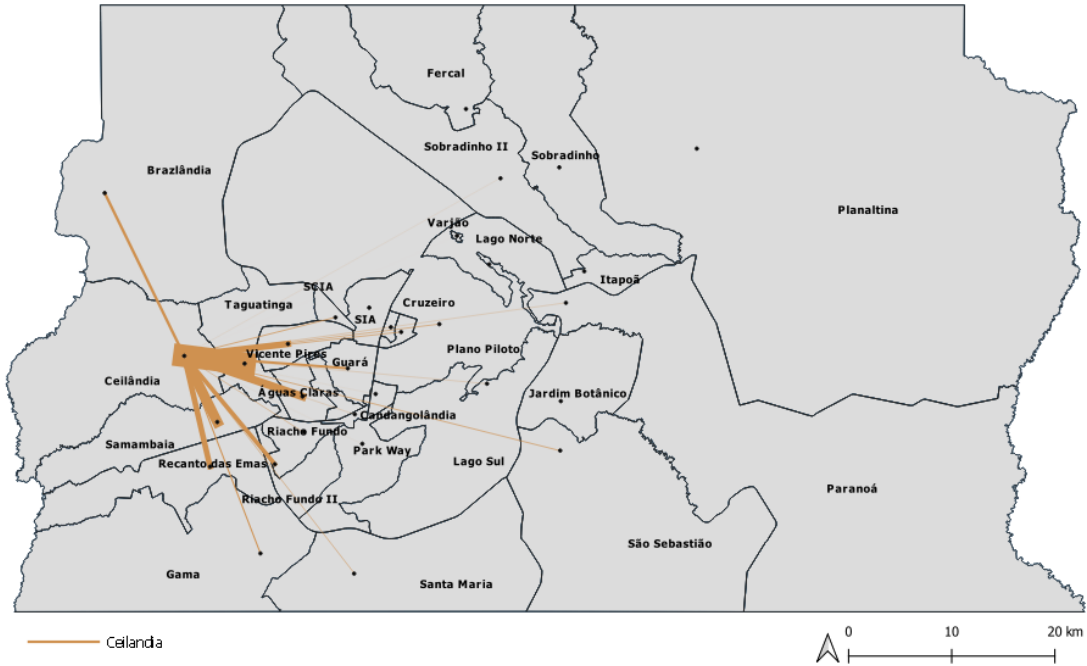 Fercal
Sobradinho II
Sobradinho
Brazlândia
Planaltina
Varjão
Lago Norte
Itapoã
SCIA
Taguatinga
Cruzeiro
SIA
Vicente Pires
Guará
Plano Piloto
Ceilândia
Águas Claras
Jardim Botânico
Candangolândia
Riacho Fundo
Samambaia
Park Way
Recanto das Emas
Lago Sul
Paranoá
Riacho Fundo II
São Sebastião
Gama
Santa Maria
Ceilandia
0 10 20 km